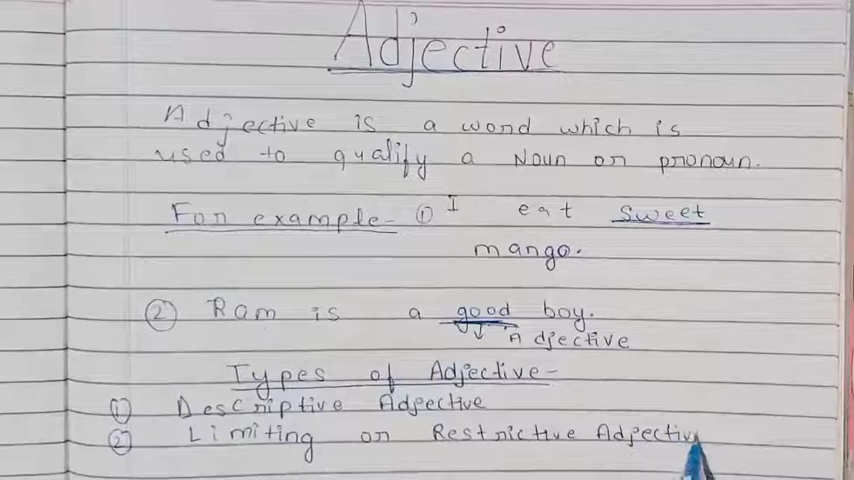 Adjective
Adjective is a word which is
used to qualify a Noun or pronoun.
For example- ① I eat sweet
mango.
② Ram is a good boy.
Adjective
Types of Adjective-
① Descriptive Adjective
② Limiting or Restrictive Adjectiv